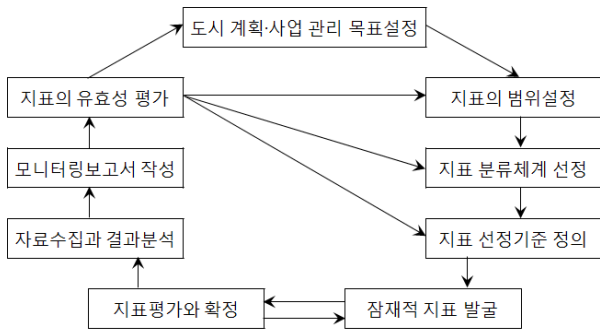 도시 계획·사업 관리 목표설정
지표의 유효성 평가
지표의 범위설정
모니터링보고서 작성
지표 분류체계 선정
자료수집과 결과분석
지표 선정기준 정의
지표평가와 확정
잠재적 지표 발굴